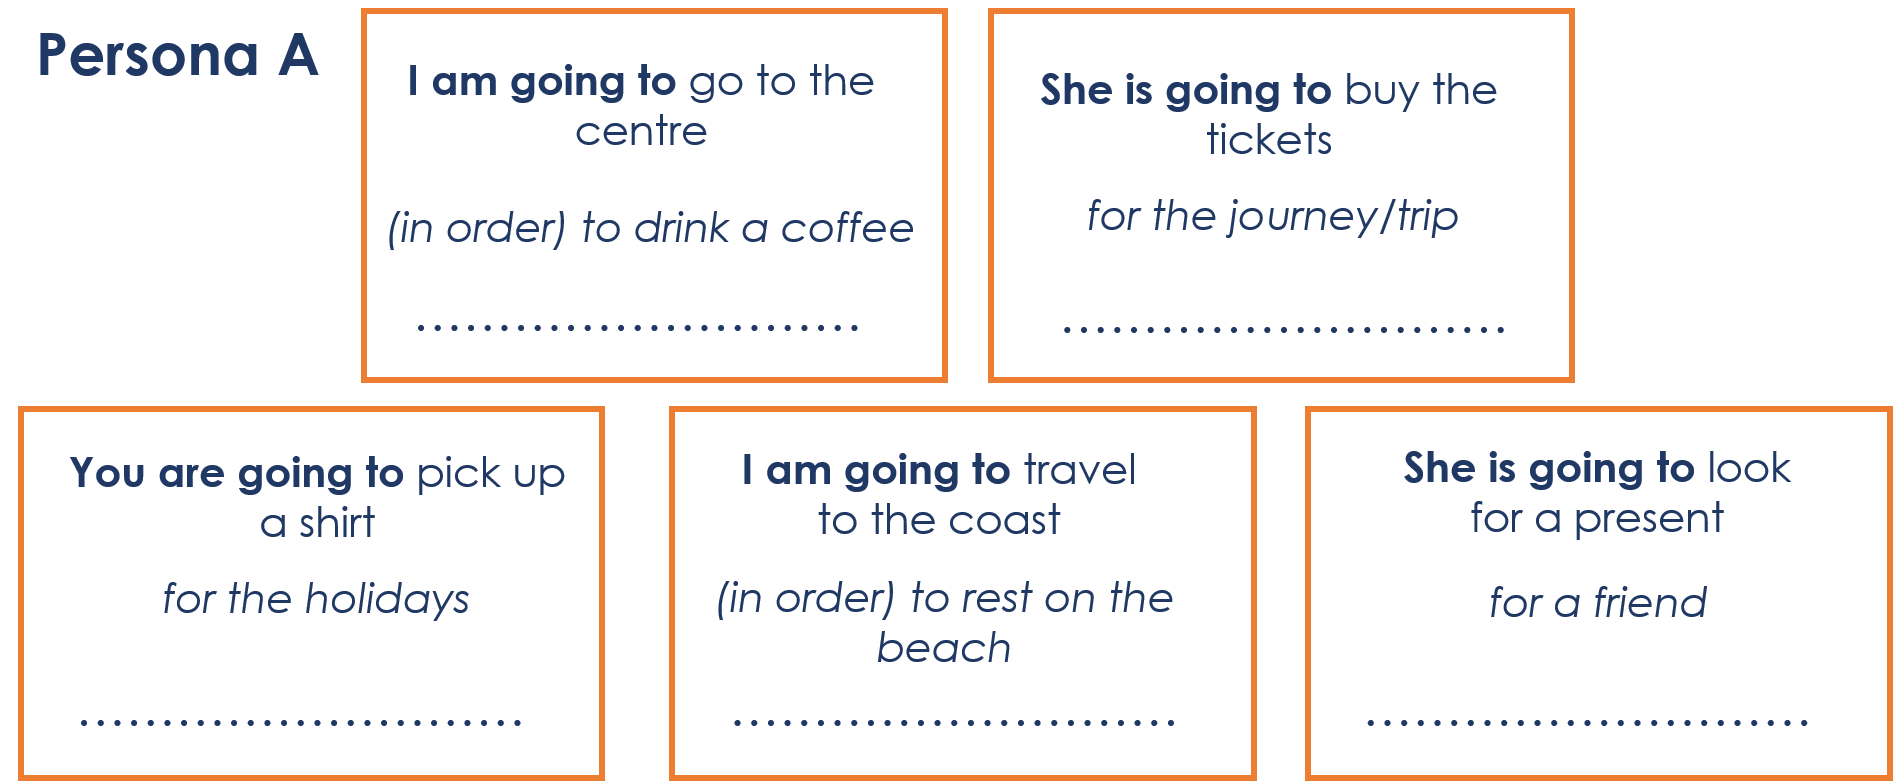 Persona A
I am going to go to the
centre
(in order) to drink a coffee
...........................
She is going to buy the
tickets
for the journey/trip
...........................
You are going to pick up
a shirt
for the holidays
...........................
I am going to travel
to the coast
(in order) to rest on the
beach
...........................
She is going to look
for a present
for a friend
...........................